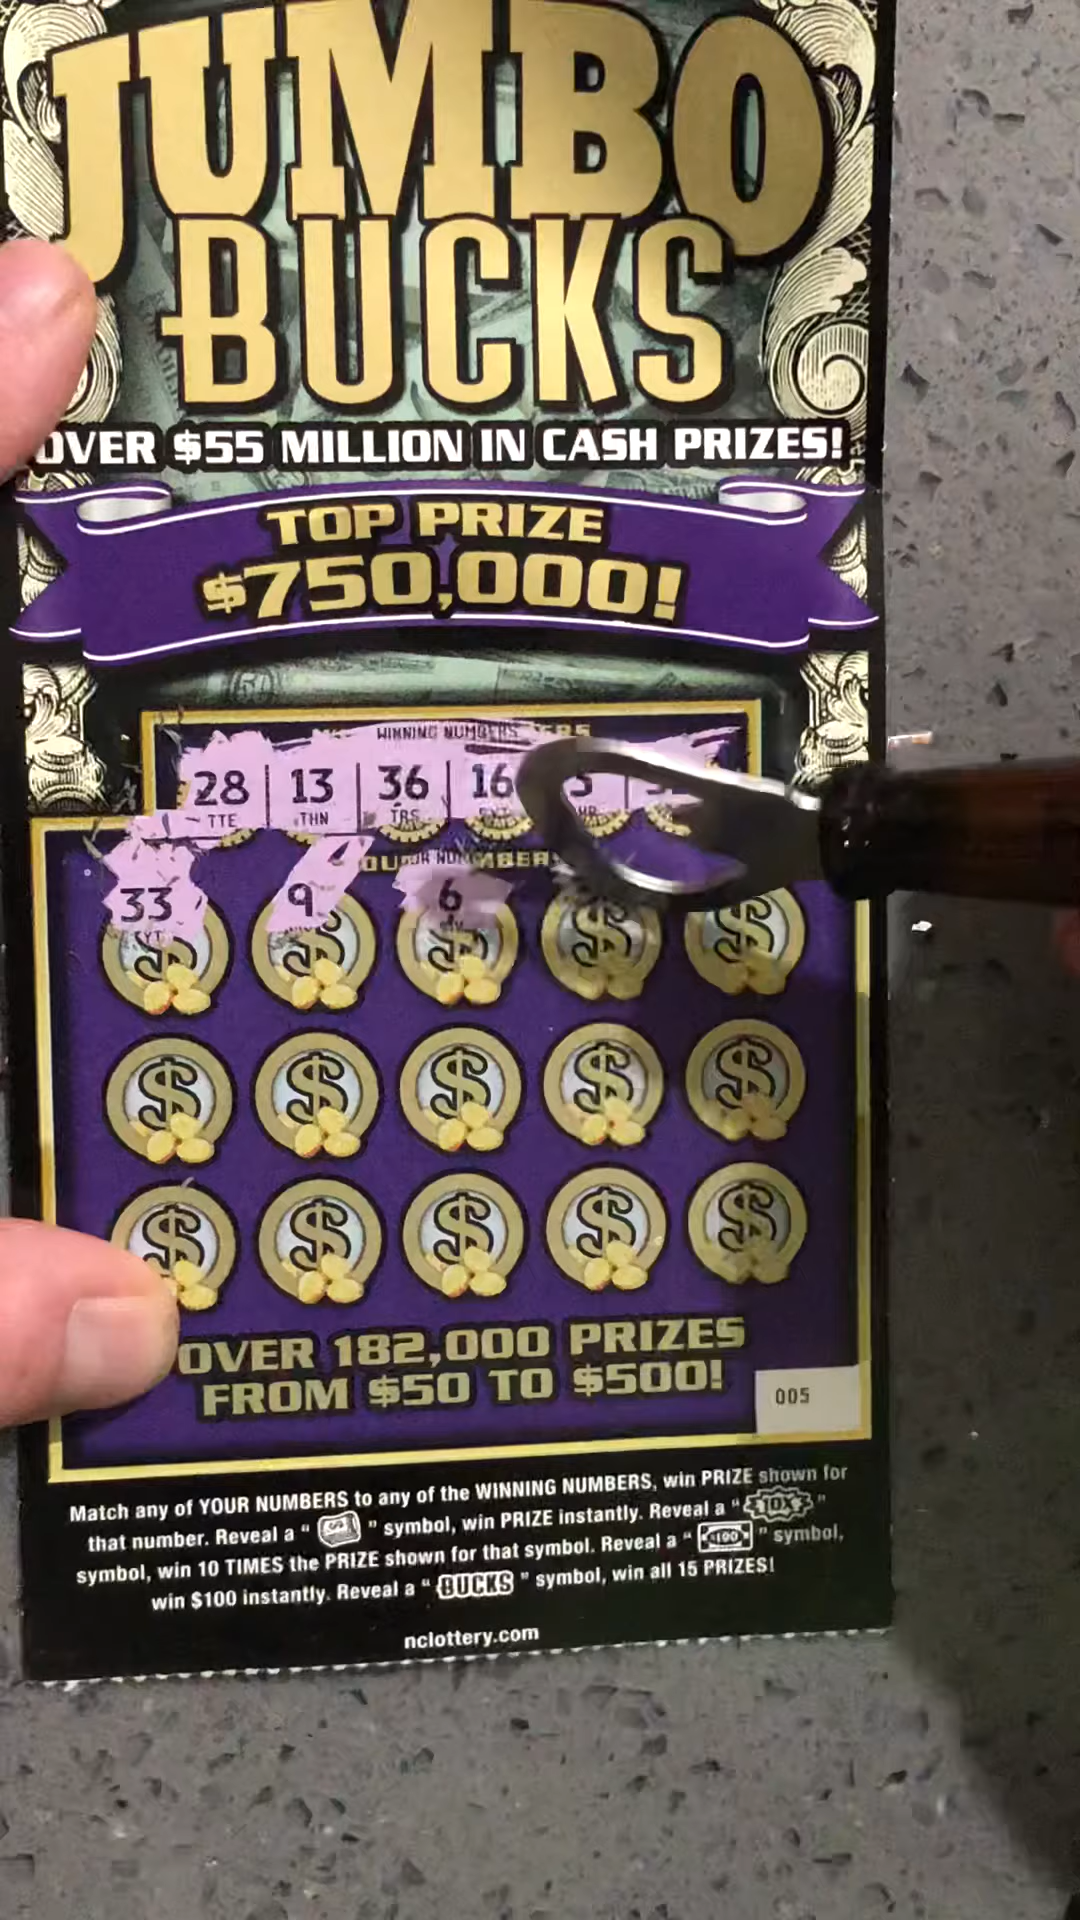 JUMBO
BUCKS
OVER $55 MILLION IN CASH PRIZES!
TOP PRIZE
$750,000!
WINNING NUMBERS
28 13 36 16
TTE THN TRS
33 9 6
OVER 182,000 PRIZES
FROM $50 TO $500!
005
Match any of YOUR NUMBERS to any of the WINNING NUMBERS, win PRIZE shown for
that number. Reveal a " " symbol, win PRIZE instantly. Reveal a " 10X "
symbol, win 10 TIMES the PRIZE shown for that symbol. Reveal a " $100 " symbol,
win $100 instantly. Reveal a " BUCKS " symbol, win all 15 PRIZES!
nclottery.com